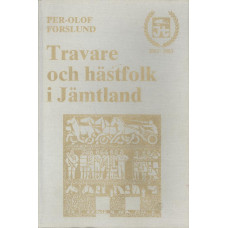 PER-OLOF
FORSLUND
Travare
och hästfolk
i Jämtland